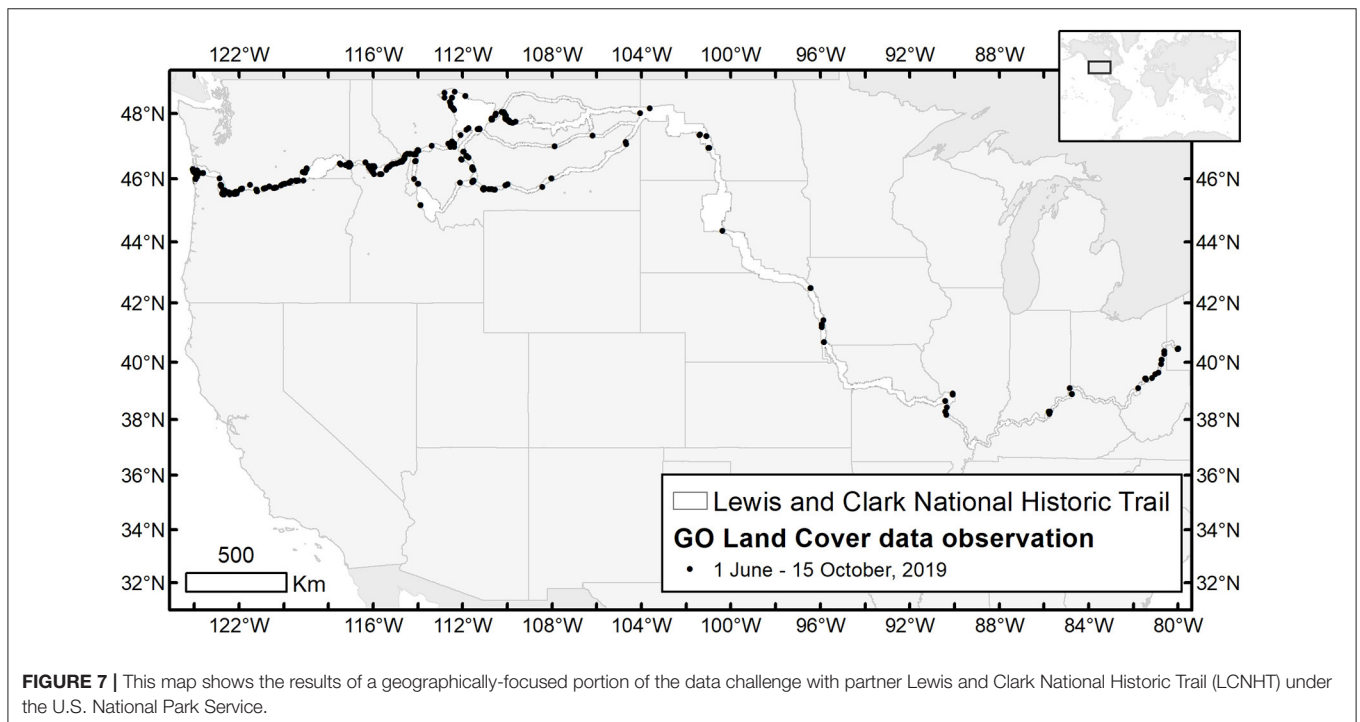 122°W 116°W 112°W 108°W 104°W 100°W 96°W 92°W 88°W
48°N
46°N 46°N
44°N 44°N
42°N 42°N
40°N 40°N
38°N 38°N
36°N 36°N
34°N 34°N
32°N 32°N
500
Km
Lewis and Clark National Historic Trail
GO Land Cover data observation
1 June - 15 October, 2019
122°W 116°W 112°W 108°W 104°W 100°W 96°W 92°W 88°W 84°W 80°W
FIGURE 7 | This map shows the results of a geographically-focused portion of the data challenge with partner Lewis and Clark National Historic Trail (LCNHT) under
the U.S. National Park Service.